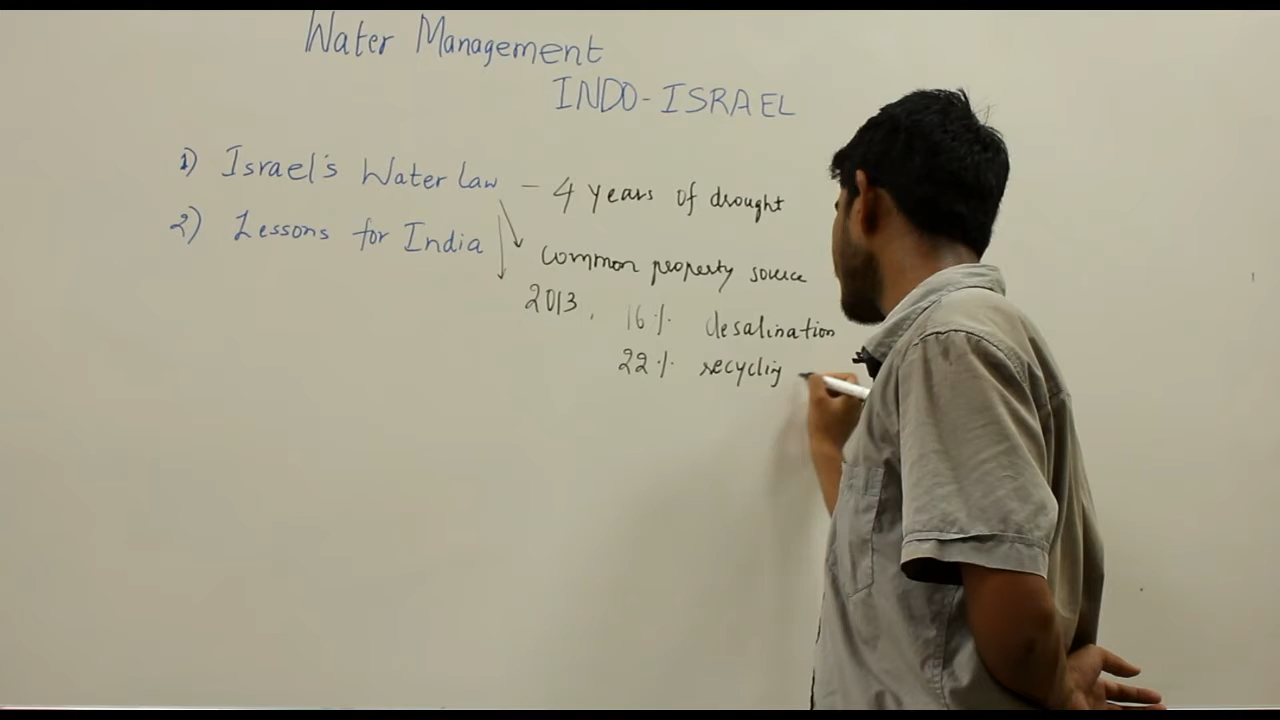 Water Management
INDO-ISRAEL
1) Israel's Water Law - 4 years of drought
2) Lessons for India
common property source
2013, 16% desalination
22% recycling